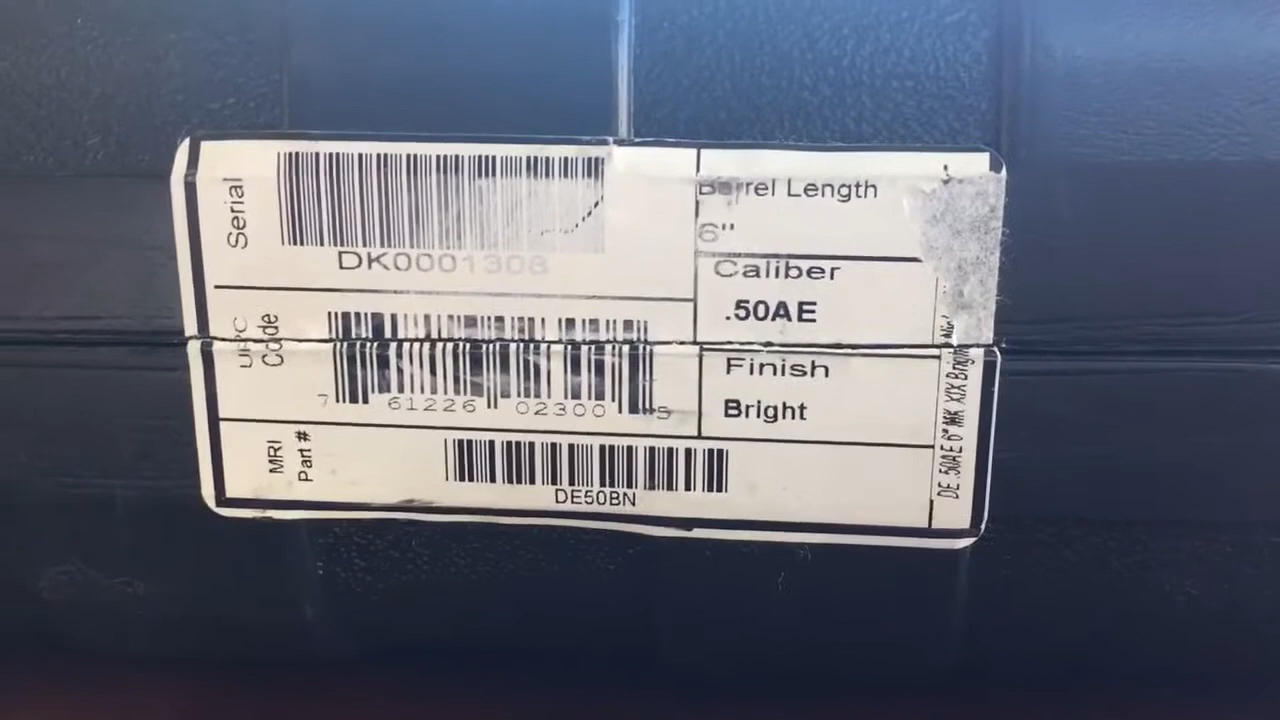 Serial
DK0001308
Barrel Length
6"
Caliber
.50AE
UPC
Code
7 61226 02300 5
Finish
Bright
MRI
Part #
DE50BN
DE .50AE 6" MK XIX Bright Nic